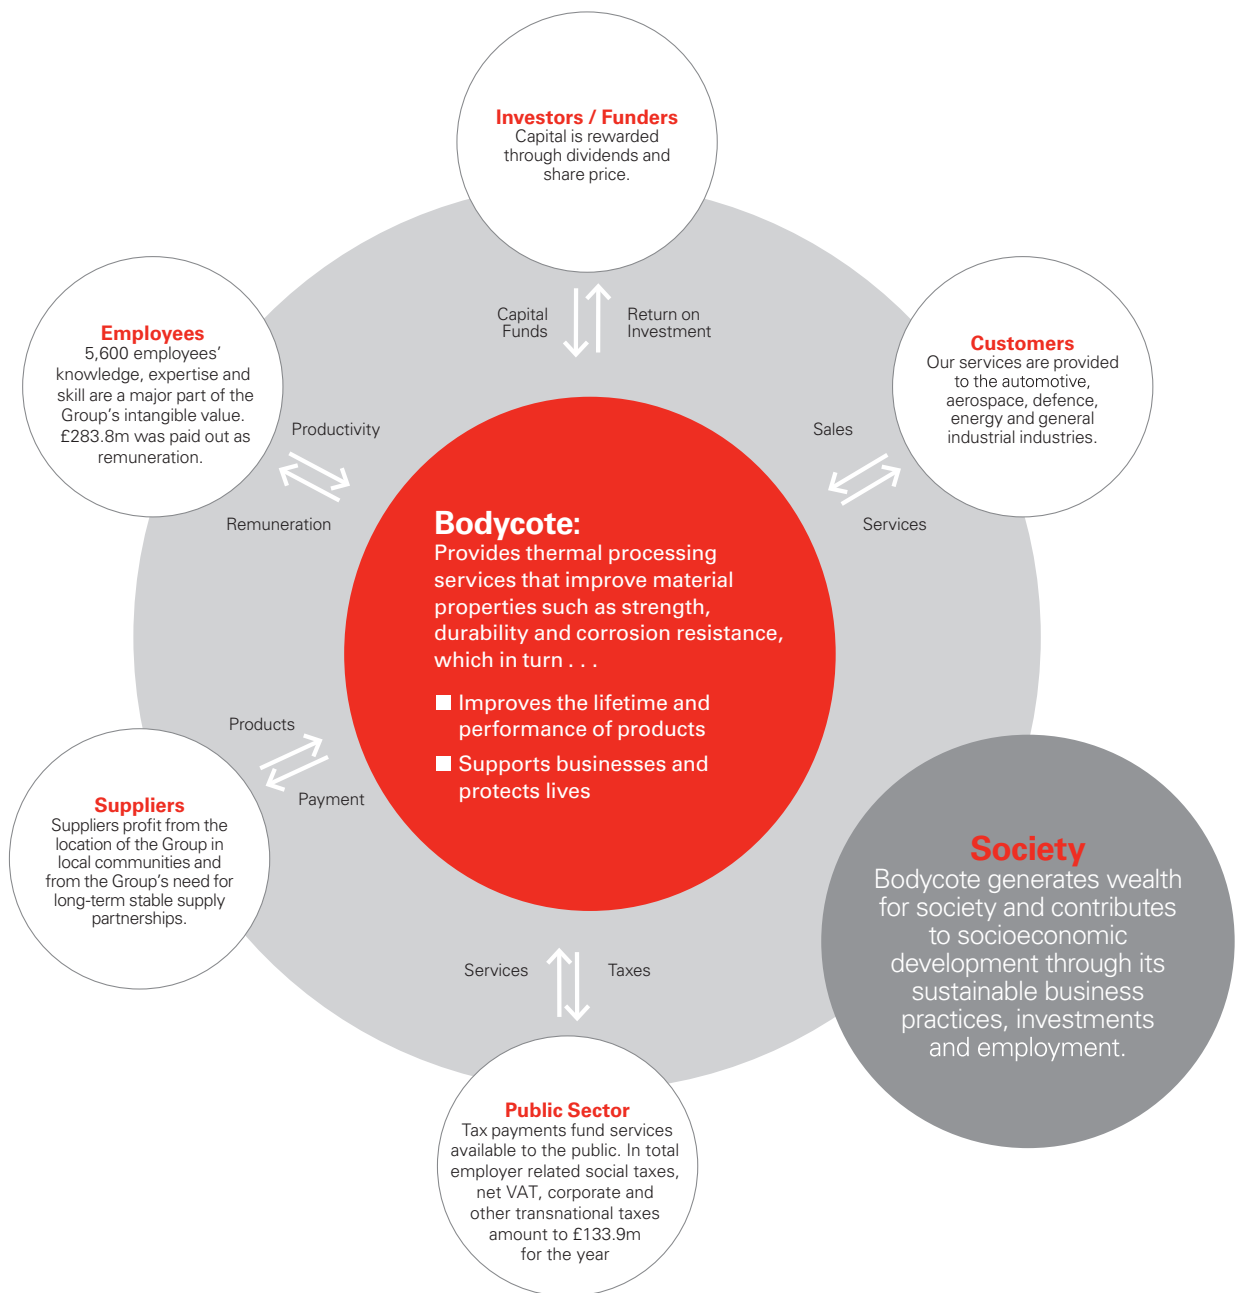 Investors / Funders
Capital is rewarded
through dividends and
share price.
Capital
Funds
Return on
Investment
Employees
5,600 employees’
knowledge, expertise and
skill are a major part of the
Group’s intangible value.
£283.8m was paid out as
remuneration.
Productivity
Remuneration
Customers
Our services are provided
to the automotive,
aerospace, defence,
energy and general
industrial industries.
Sales
Services
Bodycote:
Provides thermal processing
services that improve material
properties such as strength,
durability and corrosion resistance,
which in turn . . .
Improves the lifetime and
performance of products
Supports businesses and
protects lives
Products
Payment
Suppliers
Suppliers profit from the
location of the Group in
local communities and
from the Group’s need for
long-term stable supply
partnerships.
Society
Bodycote generates wealth
for society and contributes
to socioeconomic
development through its
sustainable business
practices, investments
and employment.
Services
Taxes
Public Sector
Tax payments fund services
available to the public. In total
employer related social taxes,
net VAT, corporate and
other transnational taxes
amount to £133.9m
for the year